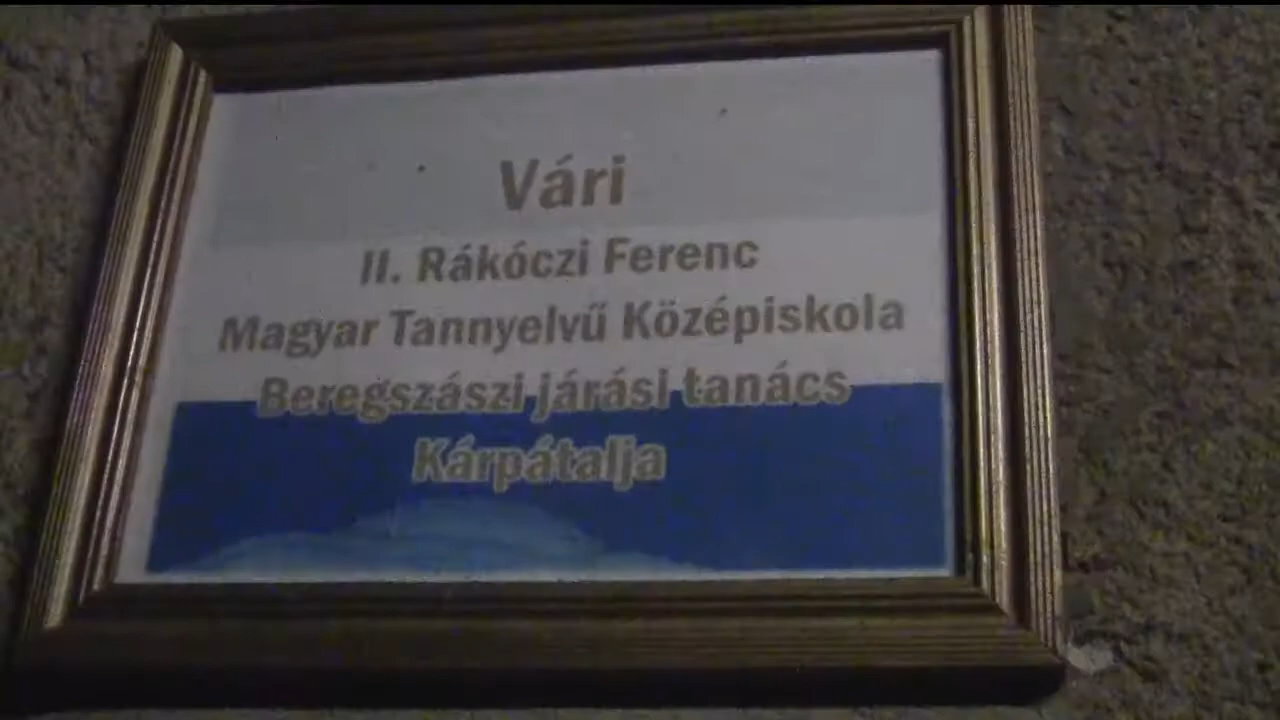 Vári
II. Rákóczi Ferenc
Magyar Tannyelvű Középiskola
Beregszászi járási tanács
Kárpátalja